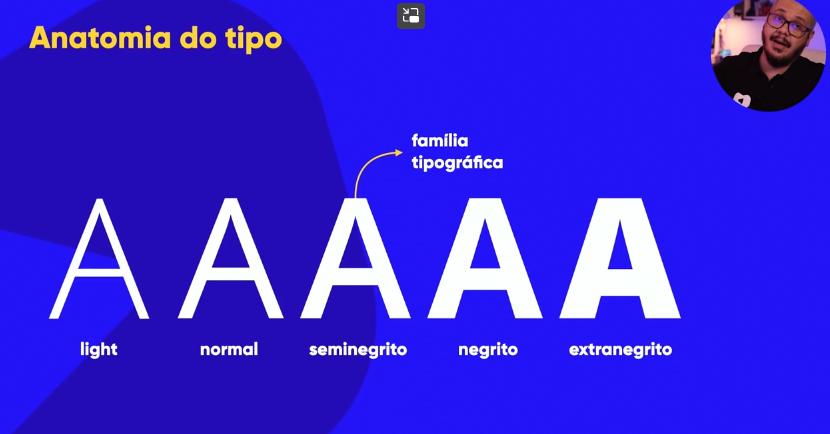 Anatomia do tipo
família
tipográfica
A A A A A
light normal seminegrito negrito extranegrito